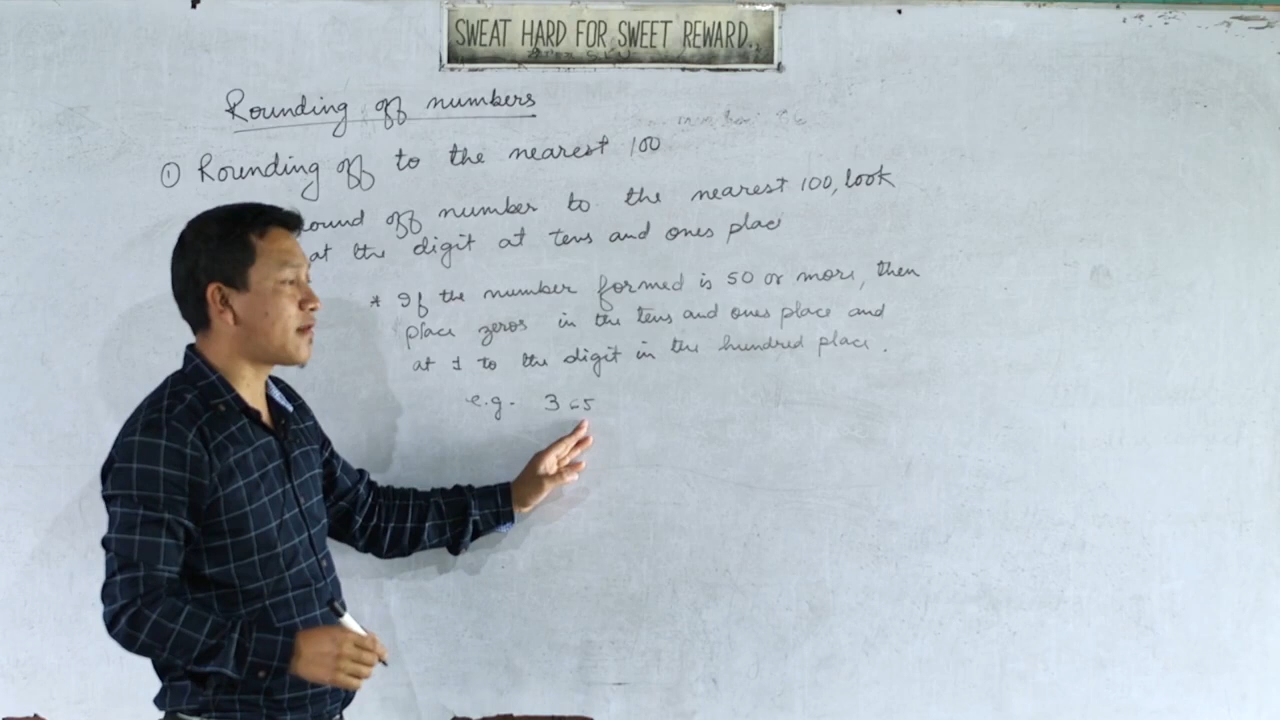 SWEAT HARD FOR SWEET REWARD.
Rounding off numbers
① Rounding off to the nearest 100
round off number to the nearest 100, look
at the digit at tens and ones place
* If the number formed is 50 or more, then
place zeros in the tens and ones place and
at 1 to the digit in the hundred place.
e.g. 365